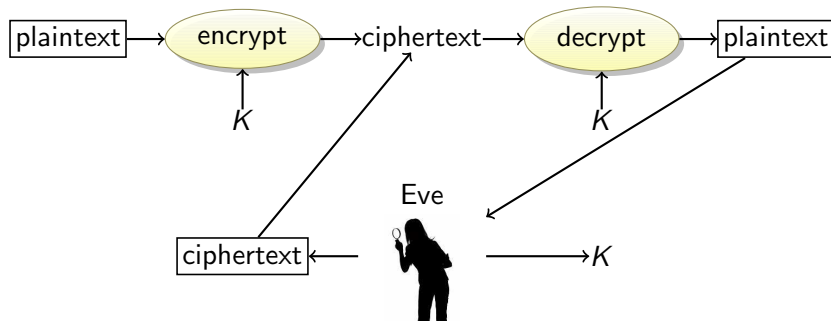 plaintext encrypt ciphertext decrypt plaintext
K K
Eve
ciphertext K